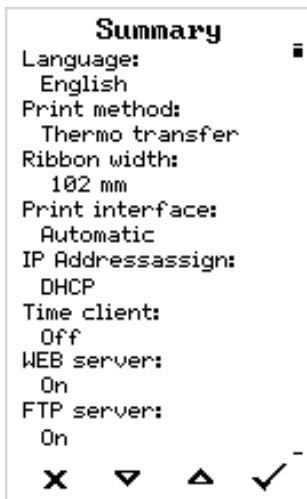 Summary
Language:
English
Print method:
Thermo transfer
Ribbon width:
102 mm
Print interface:
Automatic
IP Addressassign:
DHCP
Time client:
Off
WEB server:
On
FTP server:
On